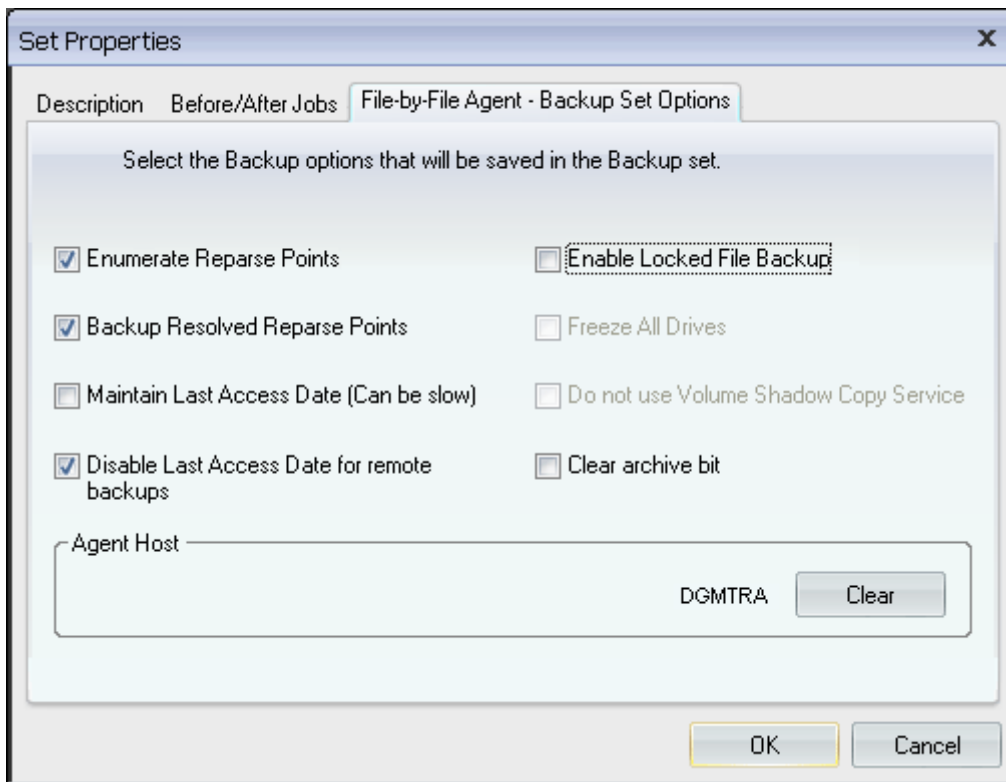 Set Properties
Description
Before/After Jobs
File-by-File Agent - Backup Set Options
Select the Backup options that will be saved in the Backup set.
Enumerate Reparse Points
Enable Locked File Backup
Backup Resolved Reparse Points
Freeze All Drives
Maintain Last Access Date (Can be slow)
Do not use Volume Shadow Copy Service
Disable Last Access Date for remote
backups
Clear archive bit
Agent Host
DGMTRA
Clear
OK
Cancel